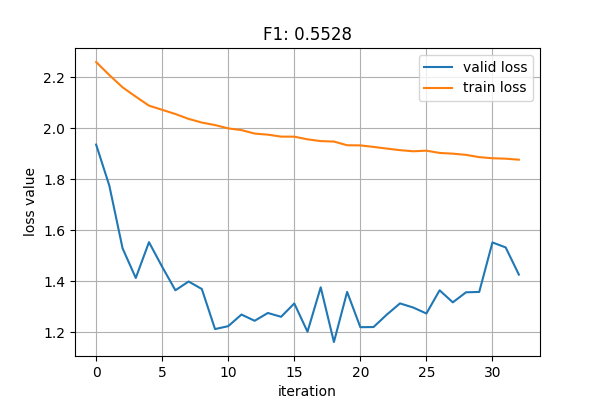 F1: 0.5528
valid loss
train loss
loss value
2.2
2.0
1.8
1.6
1.4
1.2
0 5 10 15 20 25 30
iteration